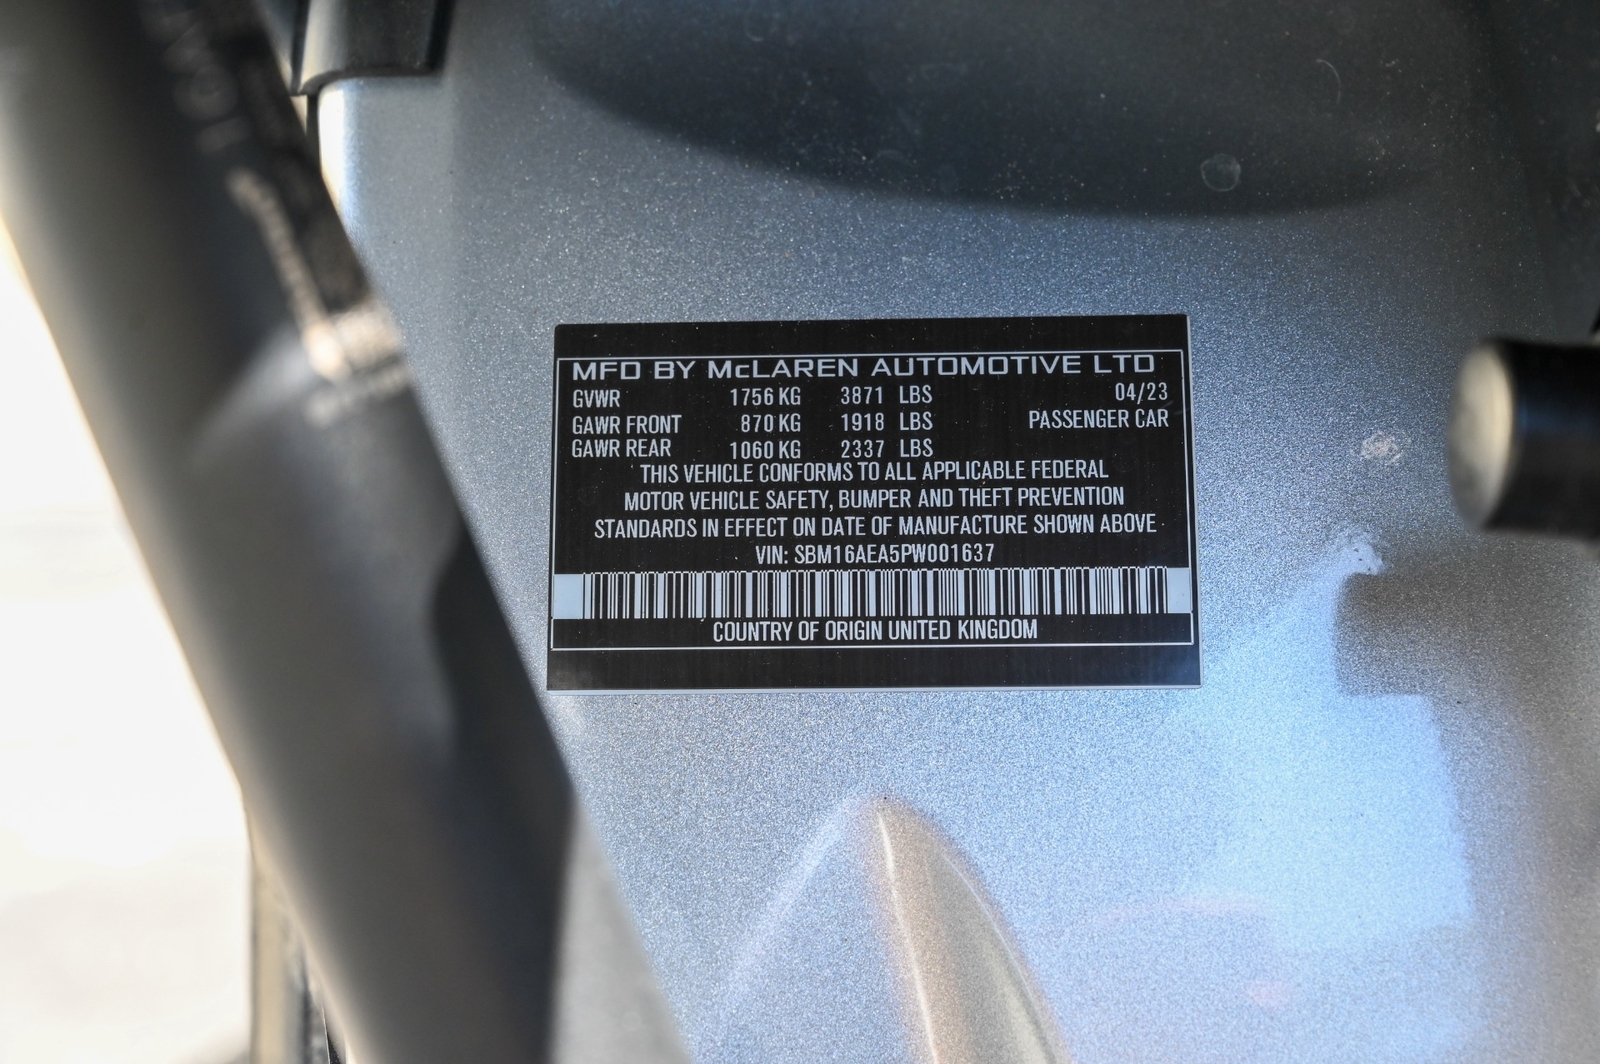 MFD BY McLAREN AUTOMOTIVE LTD
GVWR 1756 KG 3871 LBS 04/23
GAWR FRONT 870 KG 1918 LBS PASSENGER CAR
GAWR REAR 1060 KG 2337 LBS
THIS VEHICLE CONFORMS TO ALL APPLICABLE FEDERAL
MOTOR VEHICLE SAFETY, BUMPER AND THEFT PREVENTION
STANDARDS IN EFFECT ON DATE OF MANUFACTURE SHOWN ABOVE
VIN: SBM16AEA5PW001637
COUNTRY OF ORIGIN UNITED KINGDOM